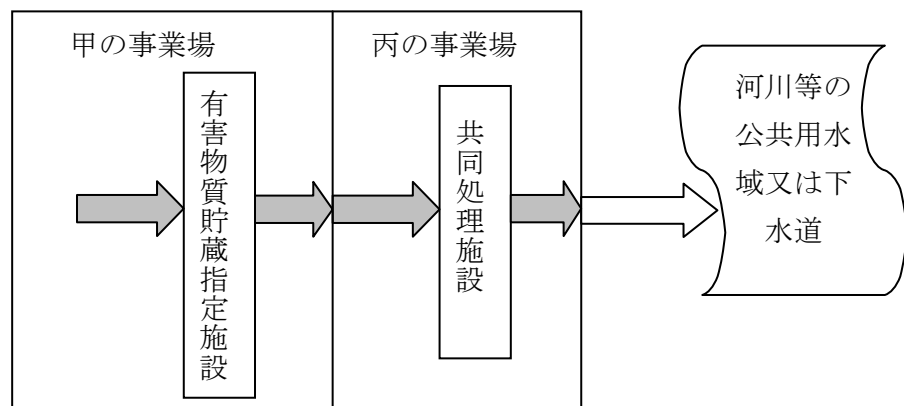 甲の事業場
丙の事業場
有害物質貯蔵指定施設
共同処理施設
河川等の
公共用水
域又は下
水道